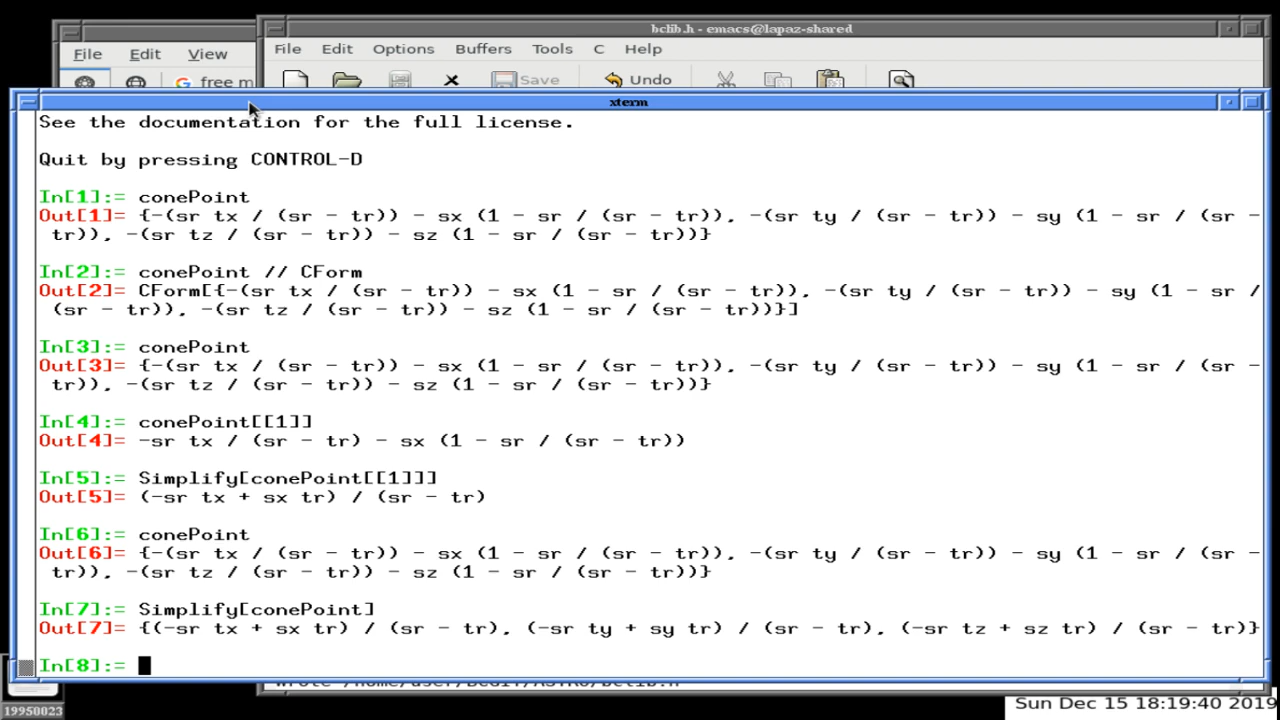 bclib.h - emacs@lapaz-shared
File Edit View
File Edit Options Buffers Tools C Help
free m
Save Undo
xterm
See the documentation for the full license.
Quit by pressing CONTROL-D
In[1]:= conePoint
Out[1]= {-(sr tx / (sr - tr)) - sx (1 - sr / (sr - tr)), -(sr ty / (sr - tr)) - sy (1 - sr / (sr -
tr)), -(sr tz / (sr - tr)) - sz (1 - sr / (sr - tr))}
In[2]:= conePoint // CForm
Out[2]= CForm[{-(sr tx / (sr - tr)) - sx (1 - sr / (sr - tr)), -(sr ty / (sr - tr)) - sy (1 - sr /
(sr - tr)), -(sr tz / (sr - tr)) - sz (1 - sr / (sr - tr))}]
In[3]:= conePoint
Out[3]= {-(sr tx / (sr - tr)) - sx (1 - sr / (sr - tr)), -(sr ty / (sr - tr)) - sy (1 - sr / (sr -
tr)), -(sr tz / (sr - tr)) - sz (1 - sr / (sr - tr))}
In[4]:= conePoint[[1]]
Out[4]= -sr tx / (sr - tr) - sx (1 - sr / (sr - tr))
In[5]:= Simplify[conePoint[[1]]]
Out[5]= (-sr tx + sx tr) / (sr - tr)
In[6]:= conePoint
Out[6]= {-(sr tx / (sr - tr)) - sx (1 - sr / (sr - tr)), -(sr ty / (sr - tr)) - sy (1 - sr / (sr -
tr)), -(sr tz / (sr - tr)) - sz (1 - sr / (sr - tr))}
In[7]:= Simplify[conePoint]
Out[7]= {(-sr tx + sx tr) / (sr - tr), (-sr ty + sy tr) / (sr - tr), (-sr tz + sz tr) / (sr - tr)}
In[8]:=
19950023
Sun Dec 15 18:19:40 2019